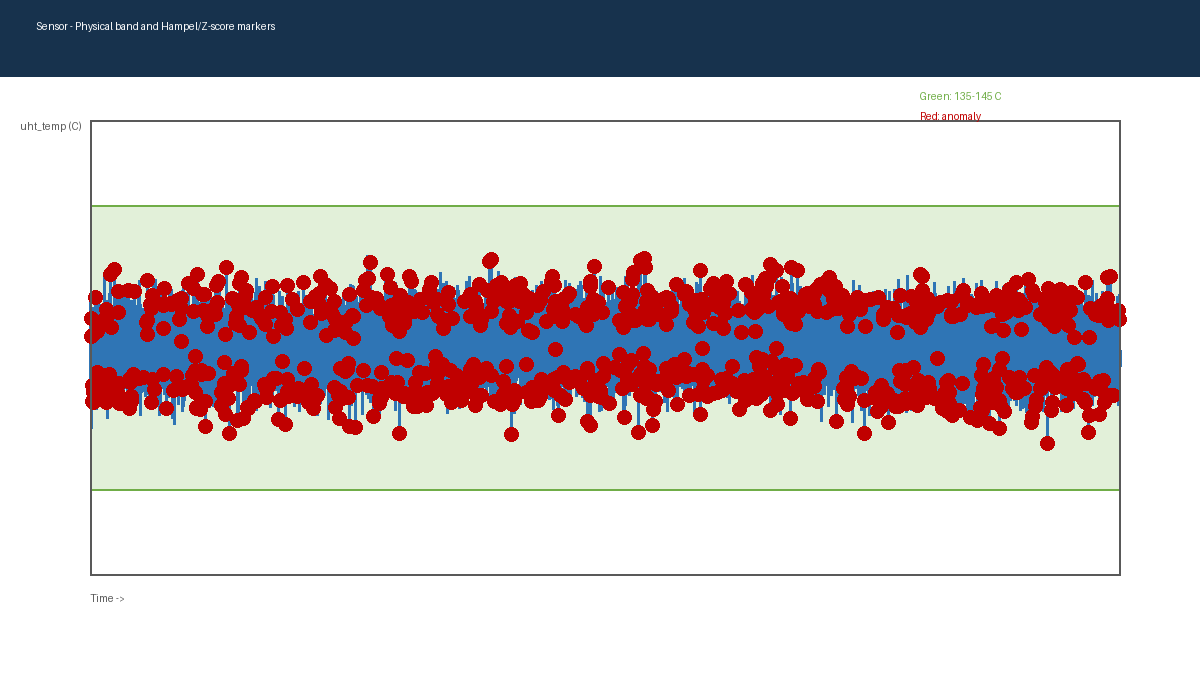 Sensor - Physical band and Hampel/Z-score markers
Green: 135-145 C
Red: anomaly
uht_temp (C)
Time ->